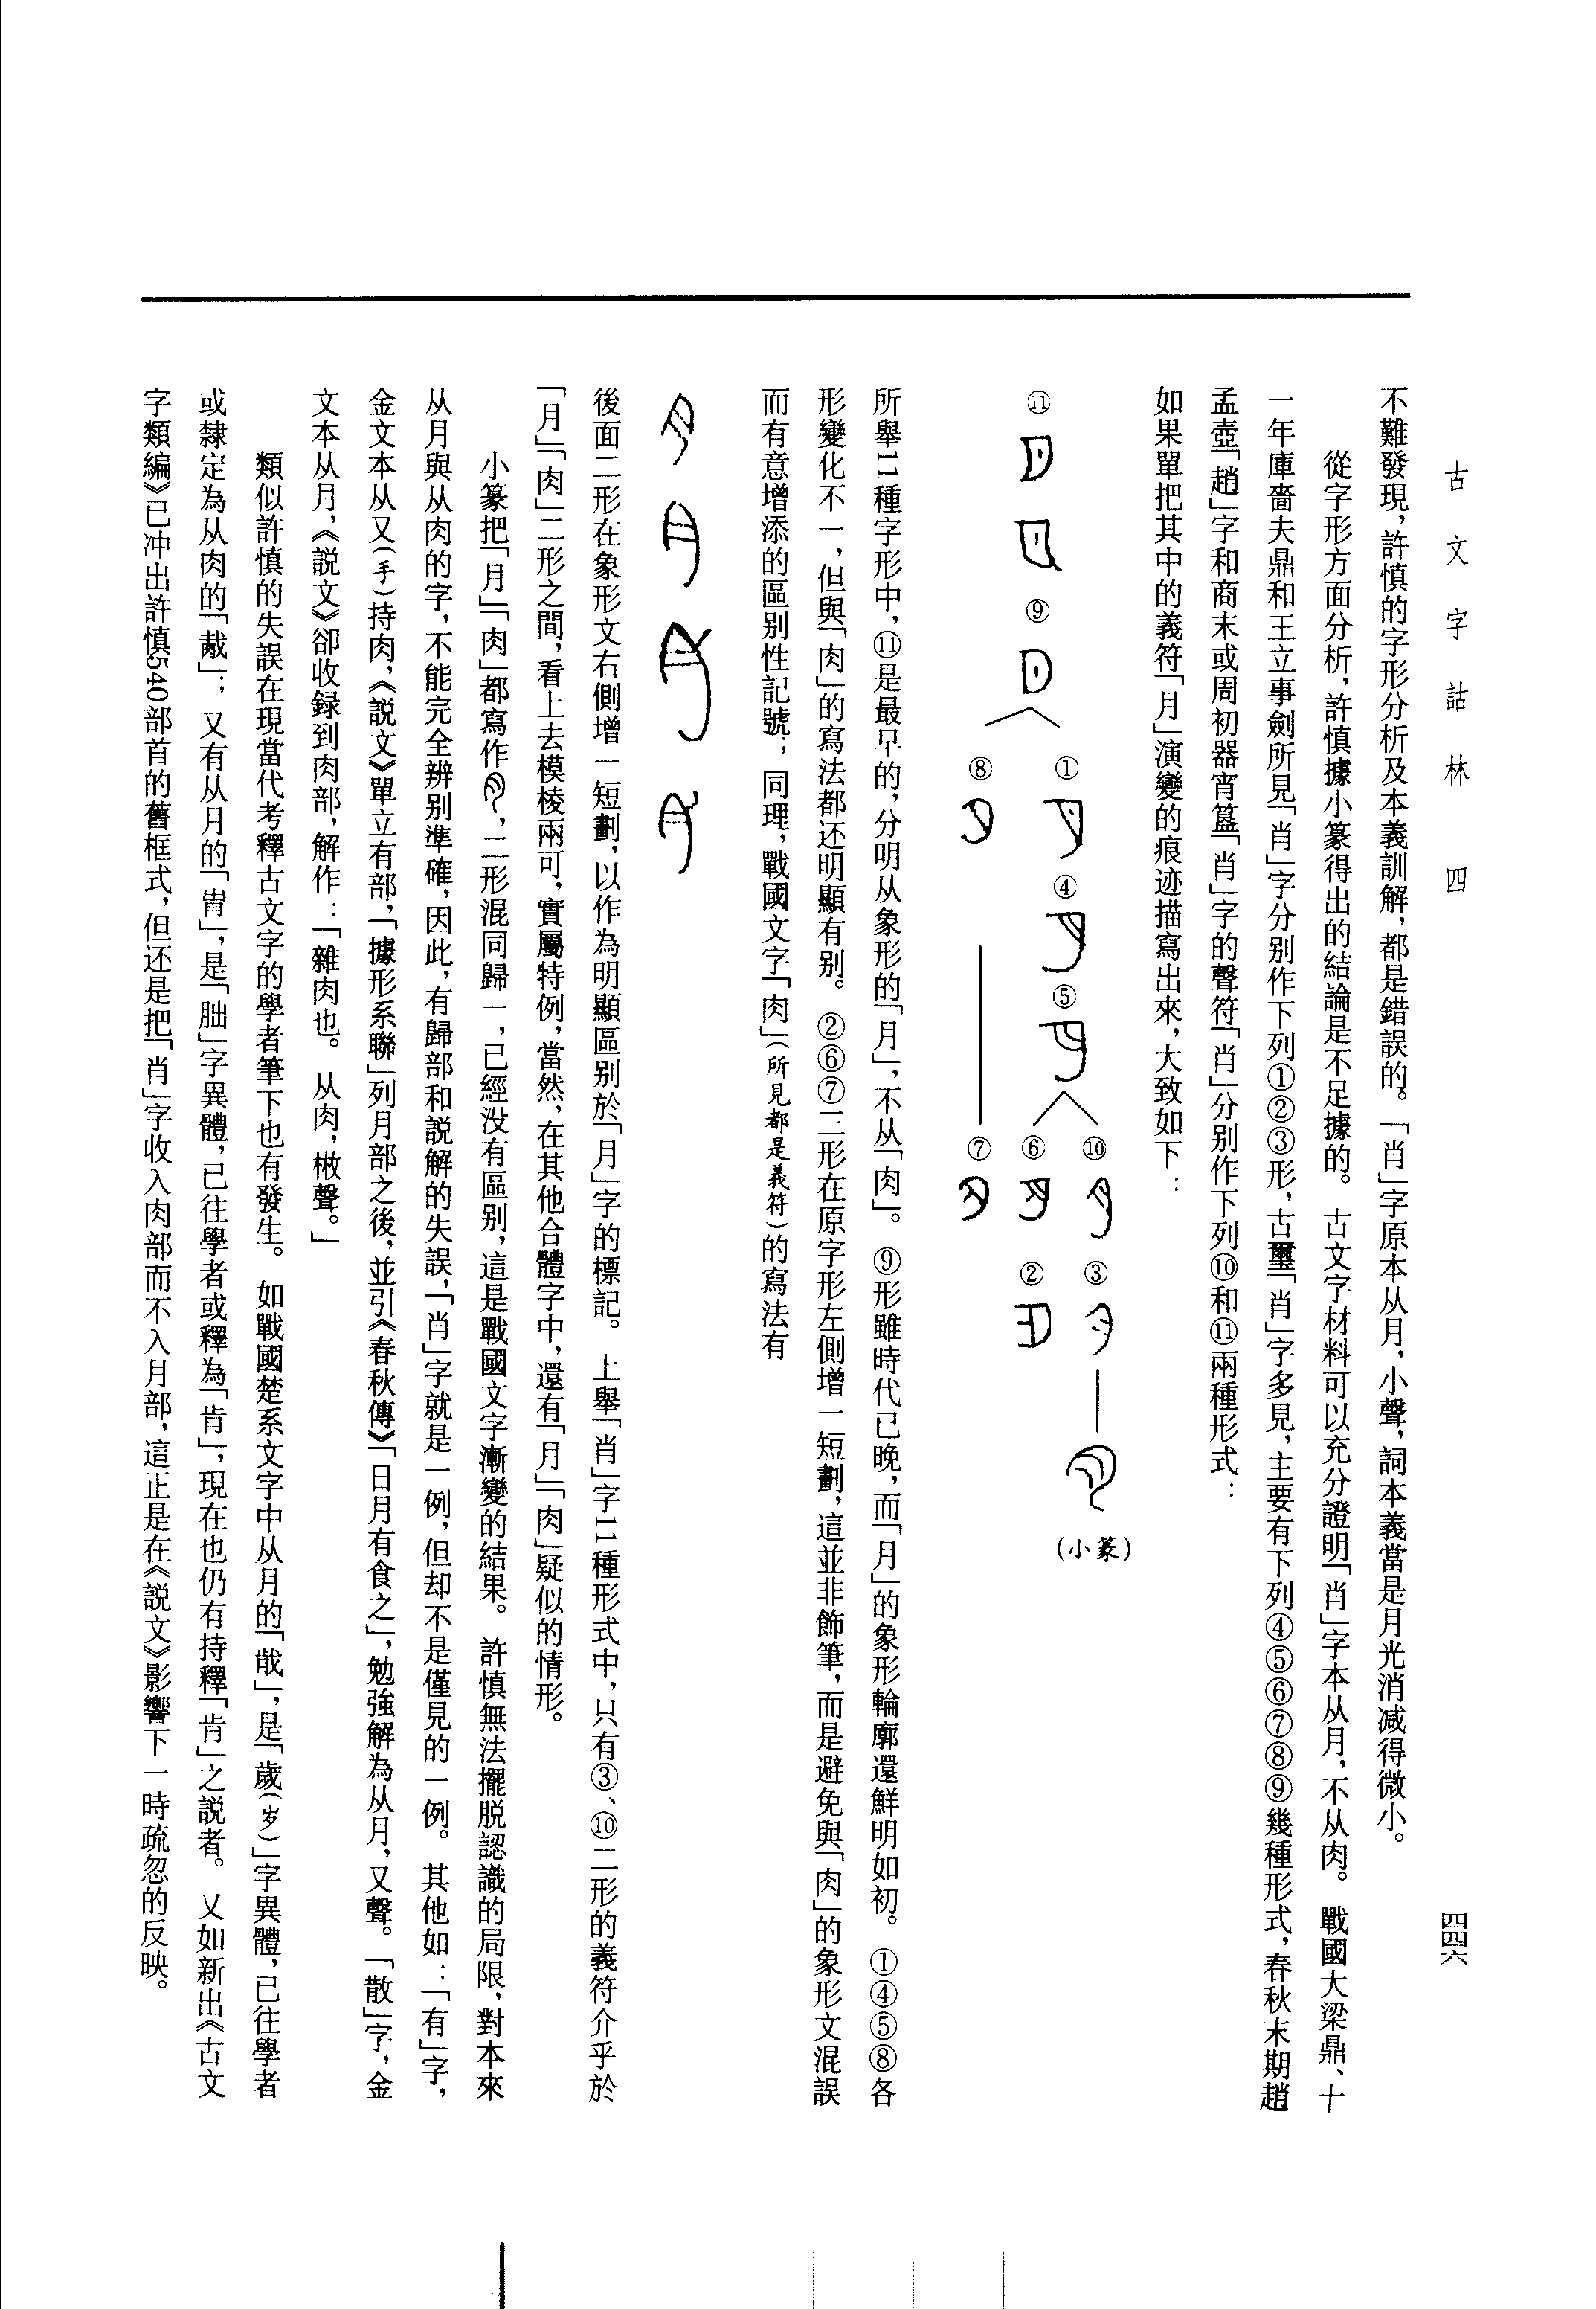 古文字詁林 四
四四六
不難發現，許慎的字形分析及本義訓解，都是錯誤的。「肖」字原本从月，小聲，詞本義當是月光消減得微小。
從字形方面分析，許慎據小篆得出的結論是不足據的。古文字材料可以充分證明「肖」字本从月，不从肉。戰國大梁鼎、十
一年庫嗇夫鼎和王立事劍所見「肖」字分别作下列①②③形，古璽「肖」字多見，主要有下列④⑤⑥⑦⑧⑨幾種形式，春秋末期趙
孟壺「趙」字和商末或周初器宵簋「肖」字的聲符「肖」分别作下列⑩和⑪兩種形式：
如果單把其中的義符「月」演變的痕迹描寫出來，大致如下：
⑪ ⑨
① ④ ⑤
⑧
⑩ ③
⑥ ②
⑦
（小篆）
所舉11種字形中，⑪是最早的，分明从象形的「月」，不从「肉」。⑨形雖時代已晚，而「月」的象形輪廓還鮮明如初。①④⑤⑧各
形變化不一，但與「肉」的寫法都还明顯有别。②⑥⑦三形在原字形左側增一短劃，這並非飾筆，而是避免與「肉」的象形文混誤
而有意增添的區别性記號；同理，戰國文字「肉」（所見都是義符）的寫法有
後面二形在象形文右側增一短劃，以作為明顯區别於「月」字的標記。上舉「肖」字11種形式中，只有③、⑩二形的義符介乎於
「月」「肉」二形之間，看上去模棱兩可，實屬特例，當然，在其他合體字中，還有「月」「肉」疑似的情形。
小篆把「月」「肉」都寫作，二形混同歸一，已經没有區别，這是戰國文字漸變的結果。許慎無法擺脱認識的局限，對本來
从月與从肉的字，不能完全辨别準確，因此，有歸部和説解的失誤，「肖」字就是一例，但却不是僅見的一例。其他如：「有」字，
金文本从又（手）持肉，《説文》單立有部，「據形系聯」列月部之後，並引《春秋傳》「日月有食之」，勉強解為从月，又聲。「散」字，金
文本从月，《説文》卻收録到肉部，解作：「雜肉也。从肉，㪔聲。」
類似許慎的失誤在現當代考釋古文字的學者筆下也有發生。如戰國楚系文字中从月的「胾」，是「歲（岁）」字異體，已往學者
或隸定為从肉的「胾」；又有从月的「𦙄」，是「朏」字異體，已往學者或釋為「肯」，現在也仍有持釋「肯」之説者。又如新出《古文
字類編》已冲出許慎540部首的舊框式，但还是把「肖」字收入肉部而不入月部，這正是在《説文》影響下一時疏忽的反映。